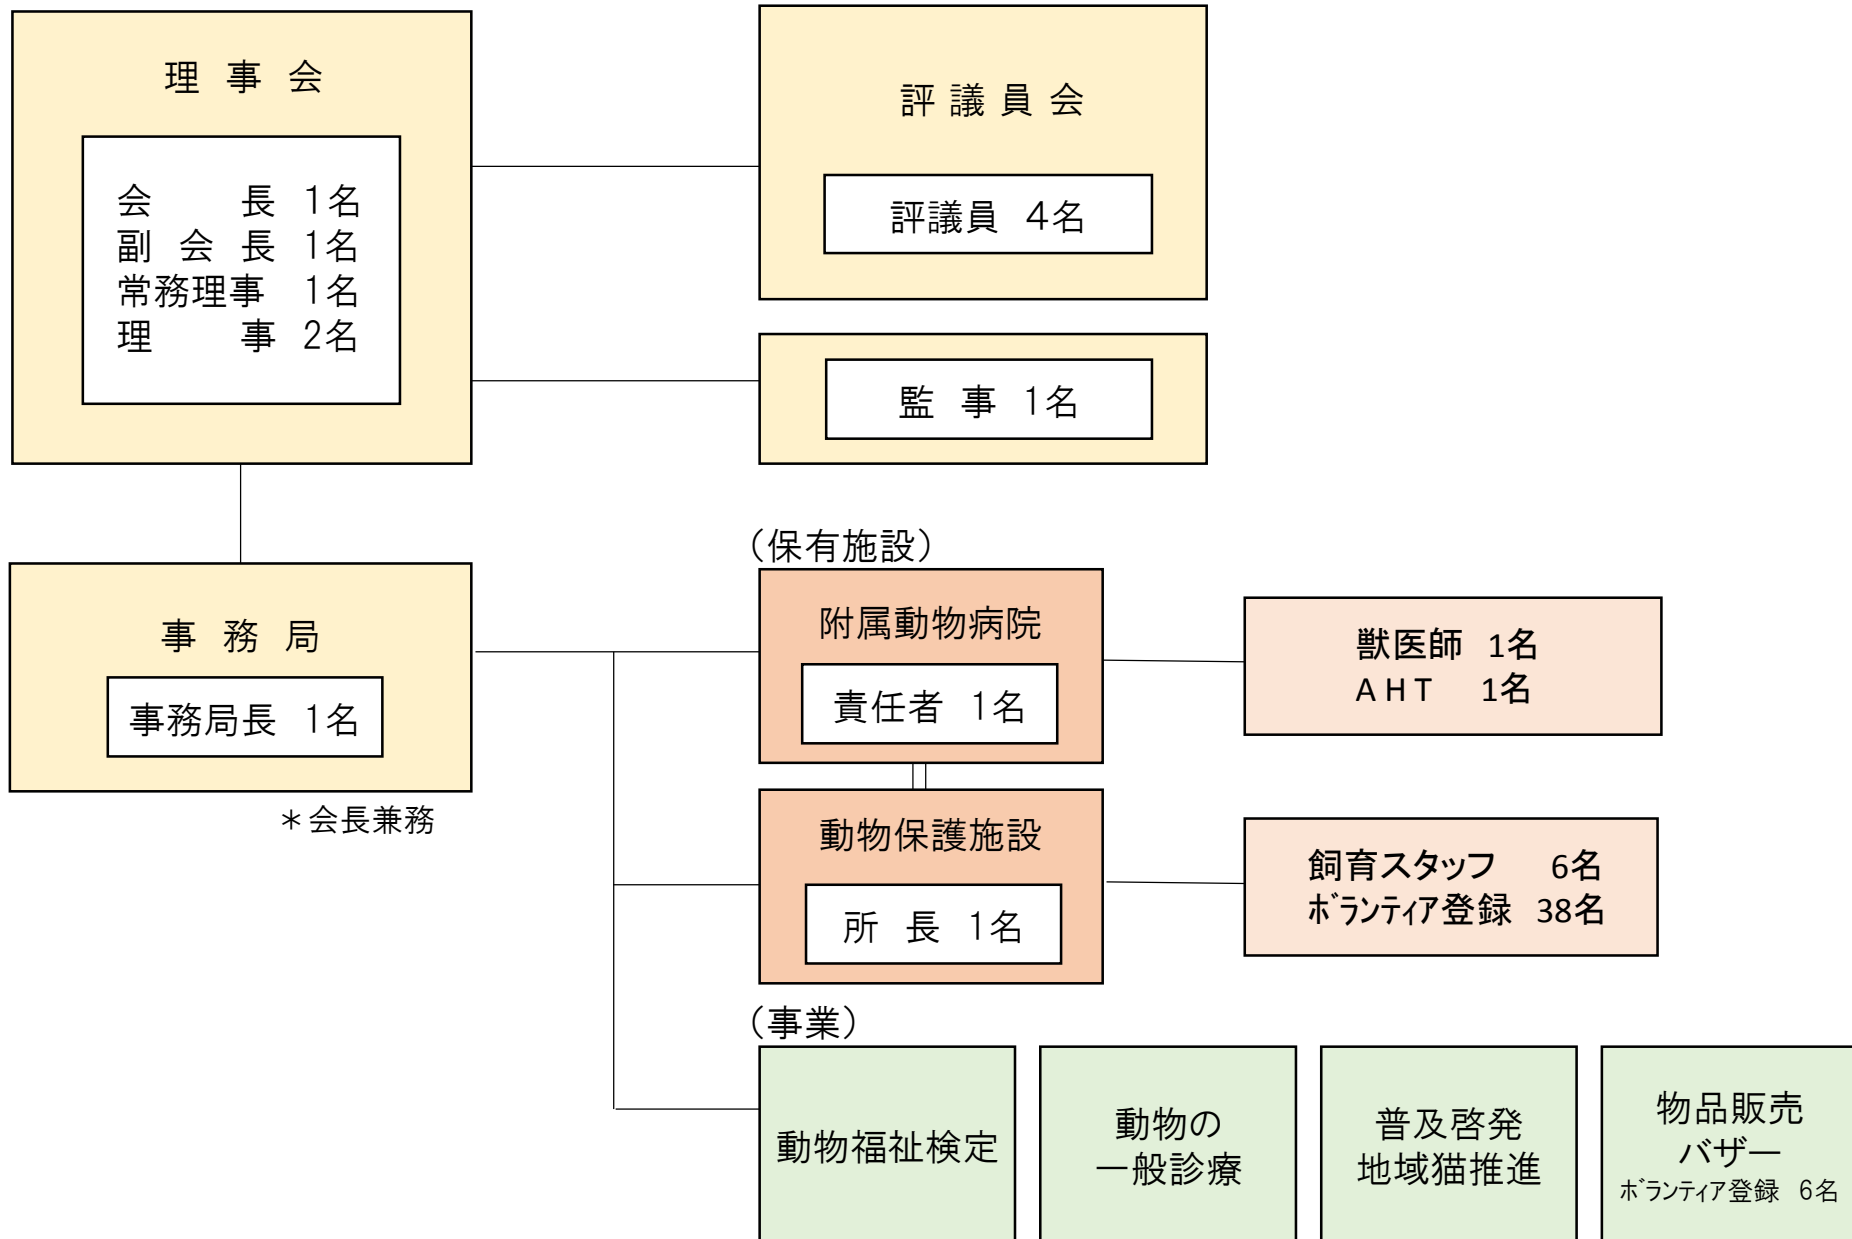 理 事 会
会 長 1名
副 会 長 1名
常務理事 1名
理 事 2名
評 議 員 会
評議員 4名
監 事 1名
事 務 局
事務局長 1名
＊会長兼務
（保有施設）
附属動物病院
責任者 1名
獣医師 1名
AHT 1名
動物保護施設
所 長 1名
飼育スタッフ 6名
ﾎﾞランティア登録 38名
（事業）
動物福祉検定
動物の
一般診療
普及啓発
地域猫推進
物品販売
バザー
ﾎﾞランティア登録 6名